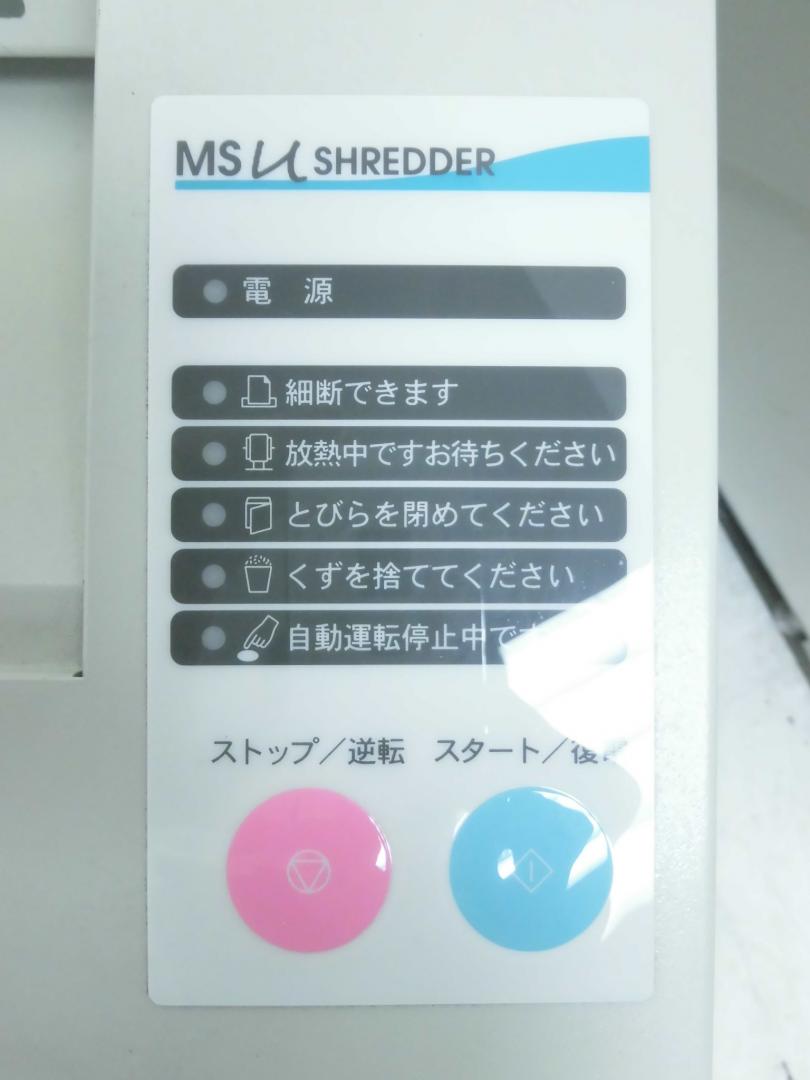 MS u SHREDDER
電 源
細断できます
放熱中ですお待ちください
とびらを閉めてください
くずを捨ててください
自動運転停止中です
ストップ／逆転 スタート／